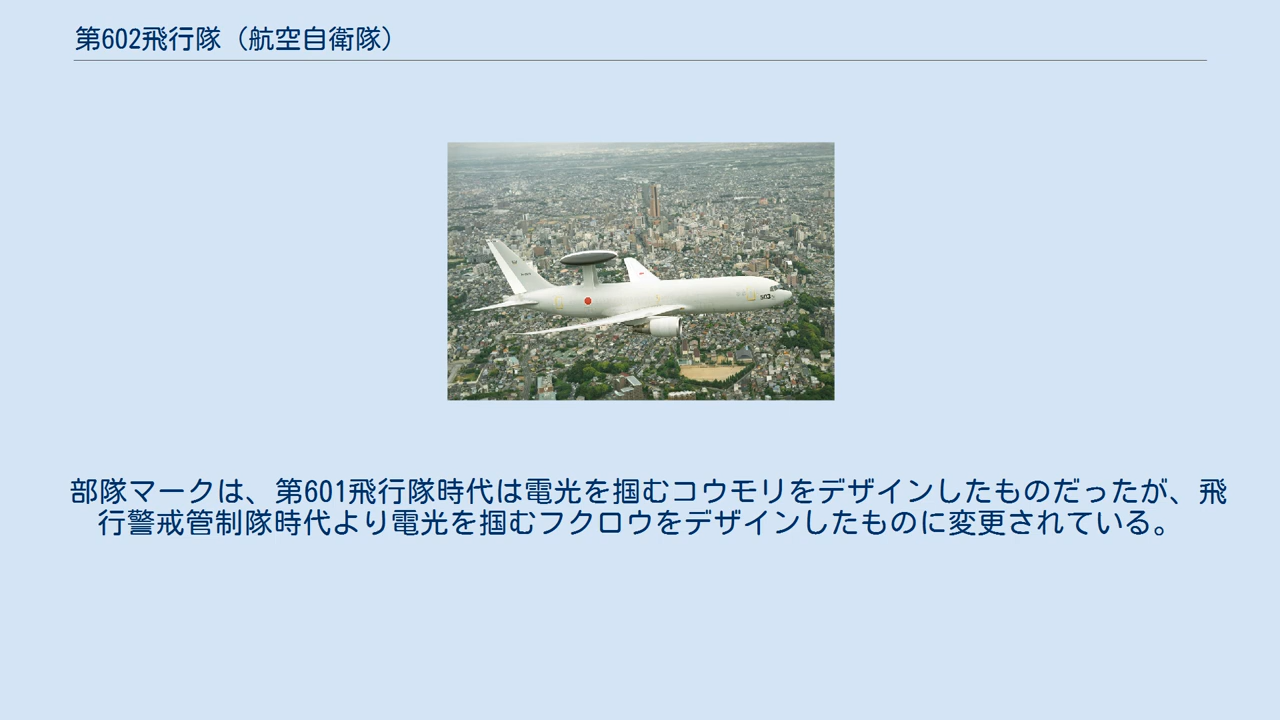 第602飛行隊（航空自衛隊）
503
部隊マークは、第601飛行隊時代は電光を掴むコウモリをデザインしたものだったが、飛
行警戒管制隊時代より電光を掴むフクロウをデザインしたものに変更されている。